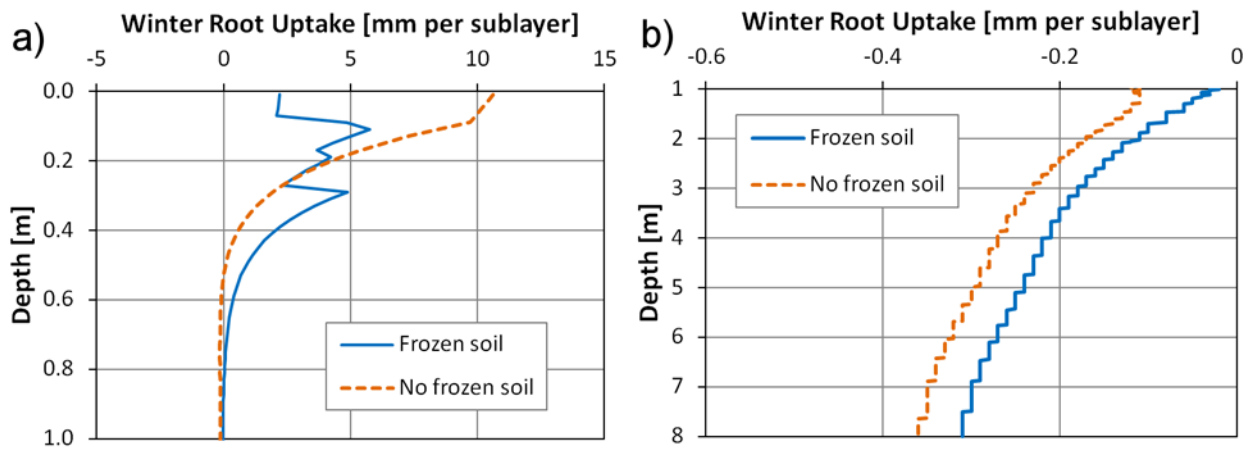 a)
Winter Root Uptake [mm per sublayer]
-5 0 5 10 15
0.0
0.2
0.4
0.6
0.8
1.0
Depth [m]
Frozen soil
No frozen soil
b)
Winter Root Uptake [mm per sublayer]
-0.6 -0.4 -0.2 0
1
2
3
4
5
6
7
8
Depth [m]
Frozen soil
No frozen soil